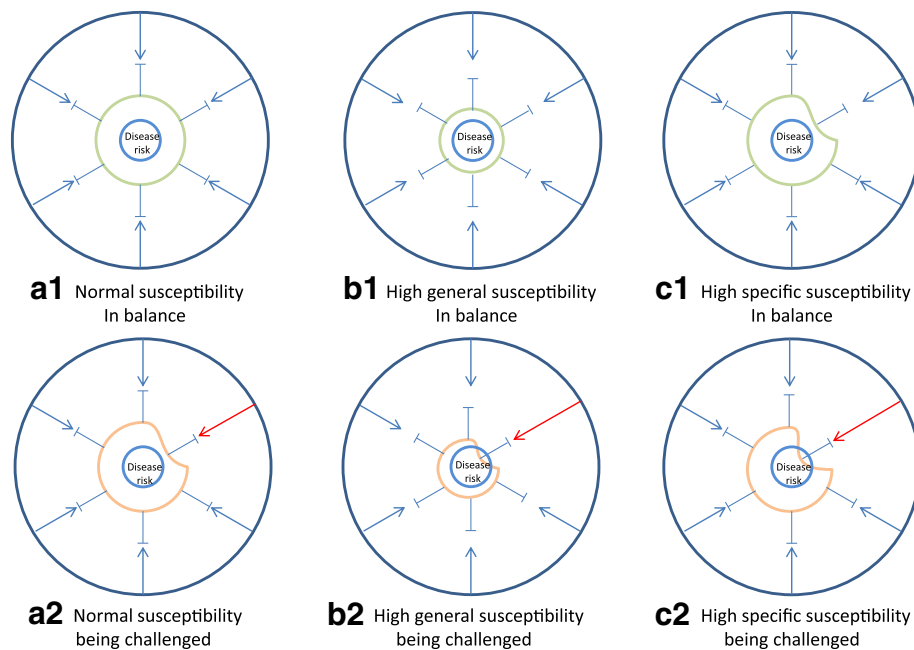 Disease risk
Disease risk
Disease risk
a1 Normal susceptibility
In balance
b1 High general susceptibility
In balance
c1 High specific susceptibility
In balance
Disease risk
Disease risk
Disease risk
a2 Normal susceptibility
being challenged
b2 High general susceptibility
being challenged
c2 High specific susceptibility
being challenged